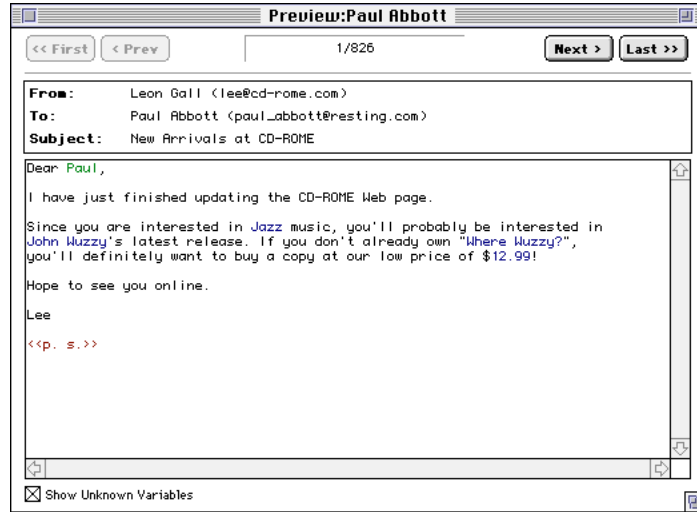 Preview:Paul Abbott
<< First < Prev 1/826 Next > Last >>
From: Leon Gall (lee@cd-rome.com)
To: Paul Abbott (paul_abbott@resting.com)
Subject: New Arrivals at CD-ROME
Dear Paul,
I have just finished updating the CD-ROME Web page.
Since you are interested in Jazz music, you'll probably be interested in
John Wuzzy's latest release. If you don't already own "Where Wuzzy?",
you'll definitely want to buy a copy at our low price of $12.99!
Hope to see you online.
Lee
<<p. s.>>
Show Unknown Variables